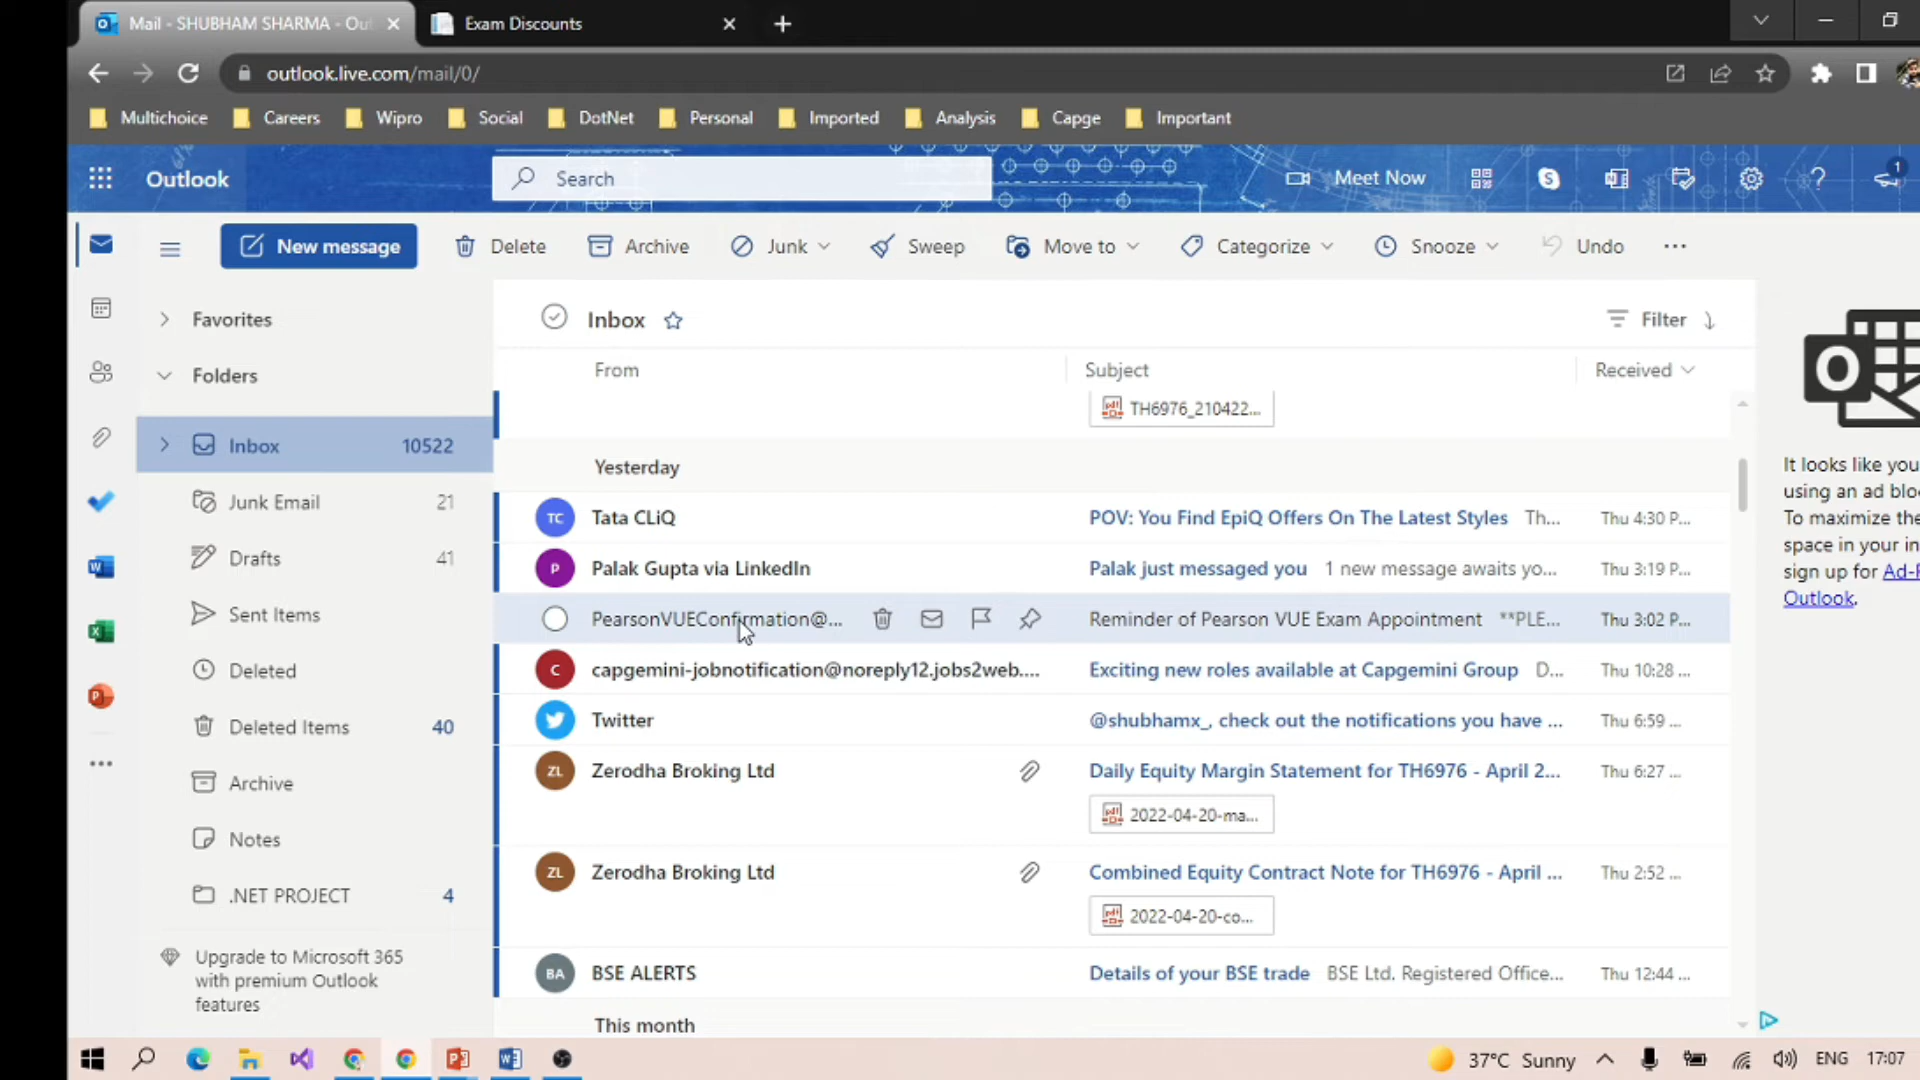 Mail - SHUBHAM SHARMA - Ou
Exam Discounts
outlook.live.com/mail/0/
Multichoice Careers Wipro Social DotNet Personal Imported Analysis Capge Important
Outlook Search Meet Now 1
New message Delete Archive Junk Sweep Move to Categorize Snooze Undo
Favorites
Folders
Inbox 10522
Junk Email 21
Drafts 41
Sent Items
Deleted
Deleted Items 40
Archive
Notes
.NET PROJECT 4
Upgrade to Microsoft 365
with premium Outlook
features
Inbox Filter
From Subject Received
TH6976_210422...
Yesterday
TC Tata CLiQ POV: You Find EpiQ Offers On The Latest Styles Th... Thu 4:30 P...
P Palak Gupta via LinkedIn Palak just messaged you 1 new message awaits yo... Thu 3:19 P...
PearsonVUEConfirmation@... Reminder of Pearson VUE Exam Appointment **PLE... Thu 3:02 P...
C capgemini-jobnotification@noreply12.jobs2web.... Exciting new roles available at Capgemini Group D... Thu 10:28 ...
Twitter @shubhamx_, check out the notifications you have ... Thu 6:59 ...
ZL Zerodha Broking Ltd Daily Equity Margin Statement for TH6976 - April 2... Thu 6:27 ...
2022-04-20-ma...
ZL Zerodha Broking Ltd Combined Equity Contract Note for TH6976 - April ... Thu 2:52 ...
2022-04-20-co...
BA BSE ALERTS Details of your BSE trade BSE Ltd. Registered Office... Thu 12:44 ...
This month
It looks like you
using an ad bloc
To maximize the
space in your in
sign up for Ad-F
Outlook.
37°C Sunny ENG 17:07